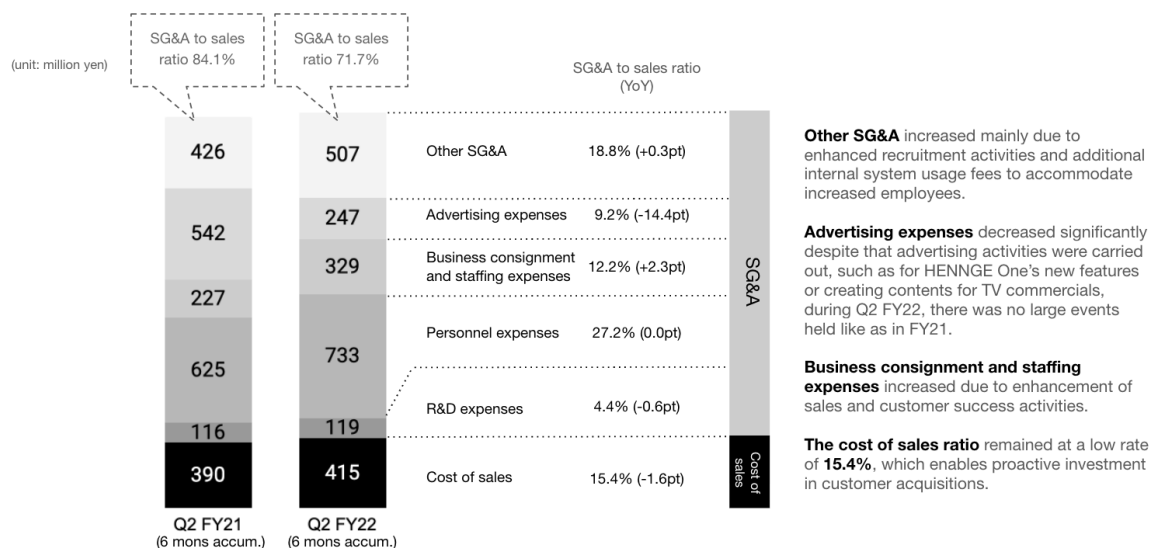 (unit: million yen)
SG&A to sales
ratio 84.1%
SG&A to sales
ratio 71.7%
SG&A to sales ratio
(YoY)
426
542
227
625
116
390
Q2 FY21
(6 mons accum.)
507
247
329
733
119
415
Q2 FY22
(6 mons accum.)
Other SG&A 18.8% (+0.3pt)
Advertising expenses 9.2% (-14.4pt)
Business consignment
and staffing expenses 12.2% (+2.3pt)
Personnel expenses 27.2% (0.0pt)
R&D expenses 4.4% (-0.6pt)
Cost of sales 15.4% (-1.6pt)
SG&A
Cost of
sales
Other SG&A increased mainly due to
enhanced recruitment activities and additional
internal system usage fees to accommodate
increased employees.
Advertising expenses decreased significantly
despite that advertising activities were carried
out, such as for HENNGE One's new features
or creating contents for TV commercials,
during Q2 FY22, there was no large events
held like as in FY21.
Business consignment and staffing
expenses increased due to enhancement of
sales and customer success activities.
The cost of sales ratio remained at a low rate
of 15.4%, which enables proactive investment
in customer acquisitions.